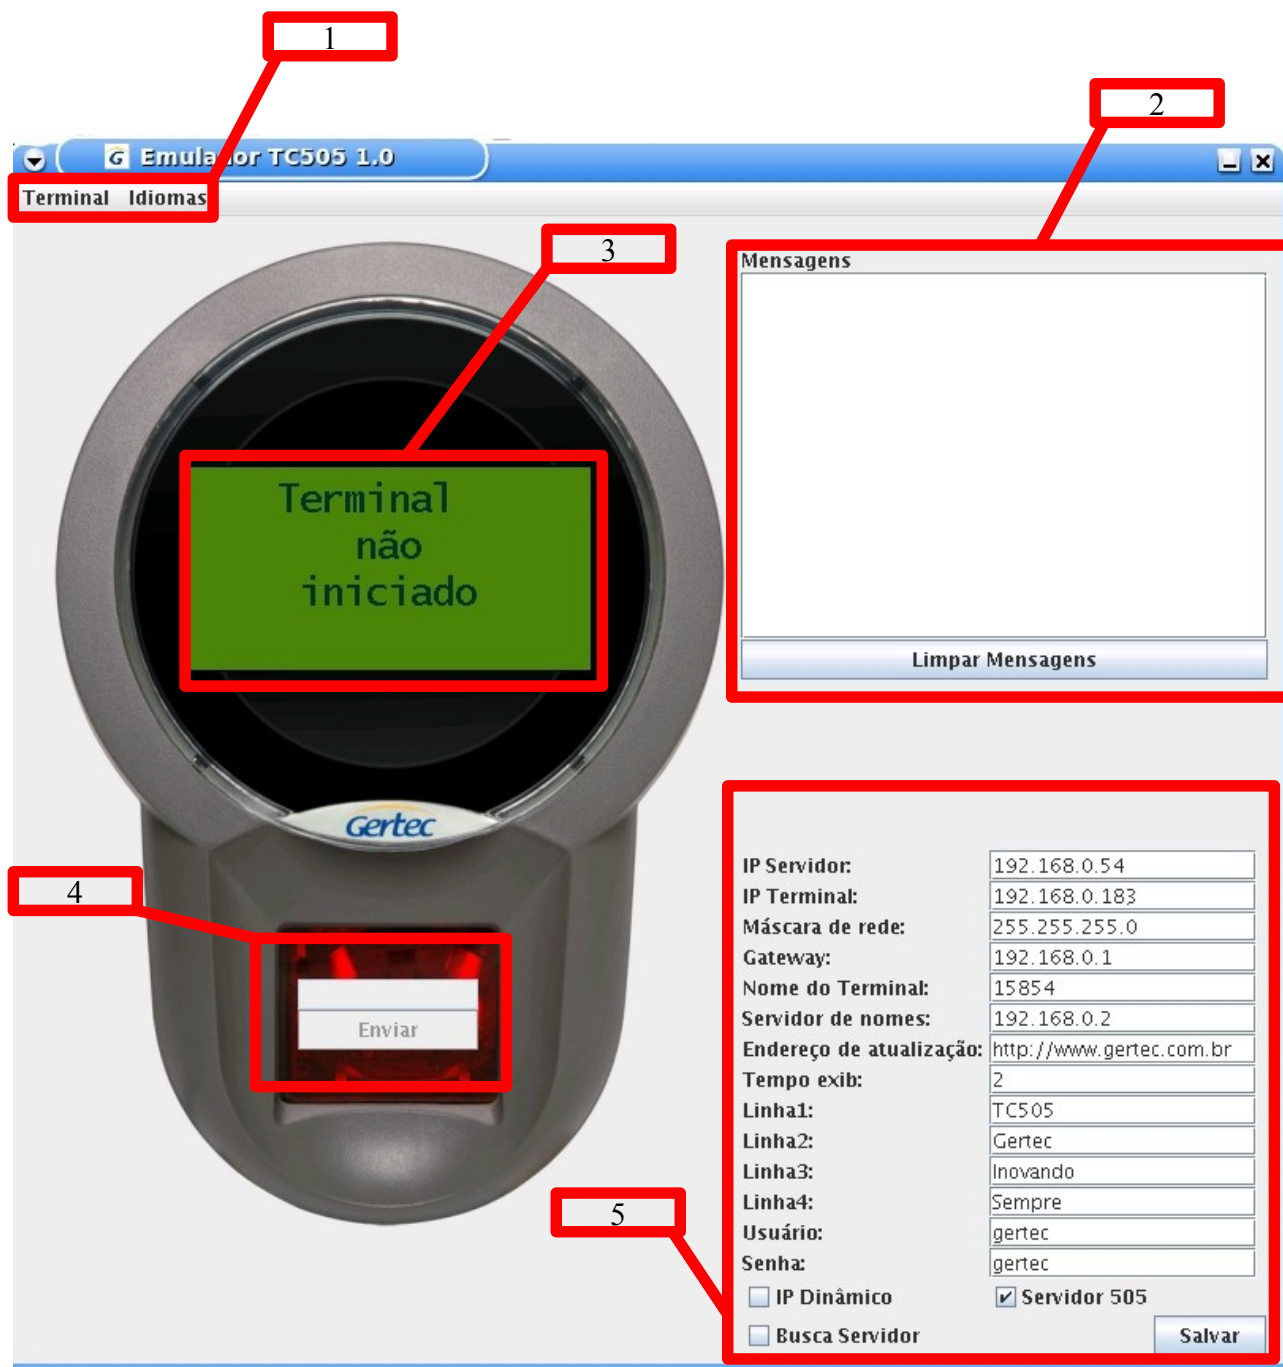 1
2
Emulador TC505 1.0
Terminal Idiomas
3
Mensagens
Terminal
não
iniciado
Limpar Mensagens
Gertec
4
Enviar
IP Servidor: 192.168.0.54
IP Terminal: 192.168.0.183
Máscara de rede: 255.255.255.0
Gateway: 192.168.0.1
Nome do Terminal: 15854
Servidor de nomes: 192.168.0.2
Endereço de atualização: http://www.gertec.com.br
Tempo exib: 2
Linha1: TC505
Linha2: Gertec
Linha3: Inovando
Linha4: Sempre
5
Usuário: gertec
Senha: gertec
IP Dinâmico Servidor 505
Busca Servidor Salvar